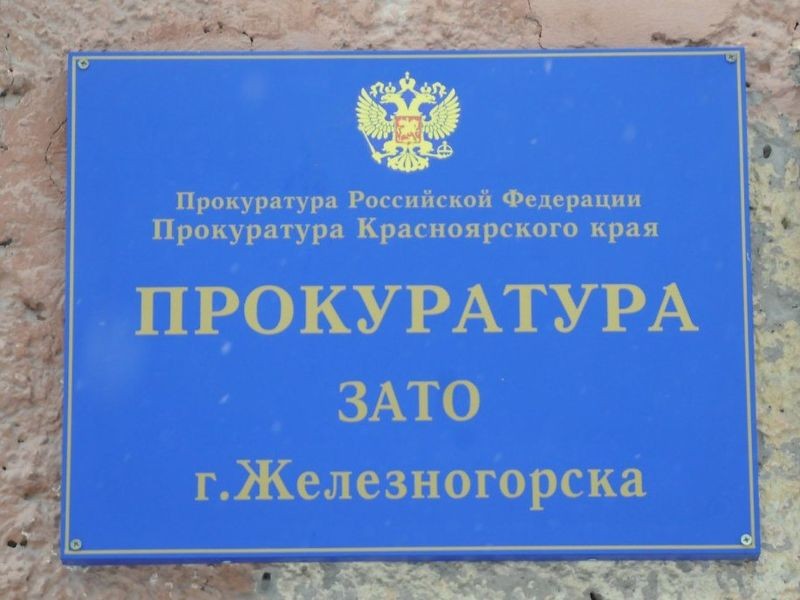 Прокуратура Российской Федерации
Прокуратура Красноярского края
ПРОКУРАТУРА
ЗАТО
г.Железногорска